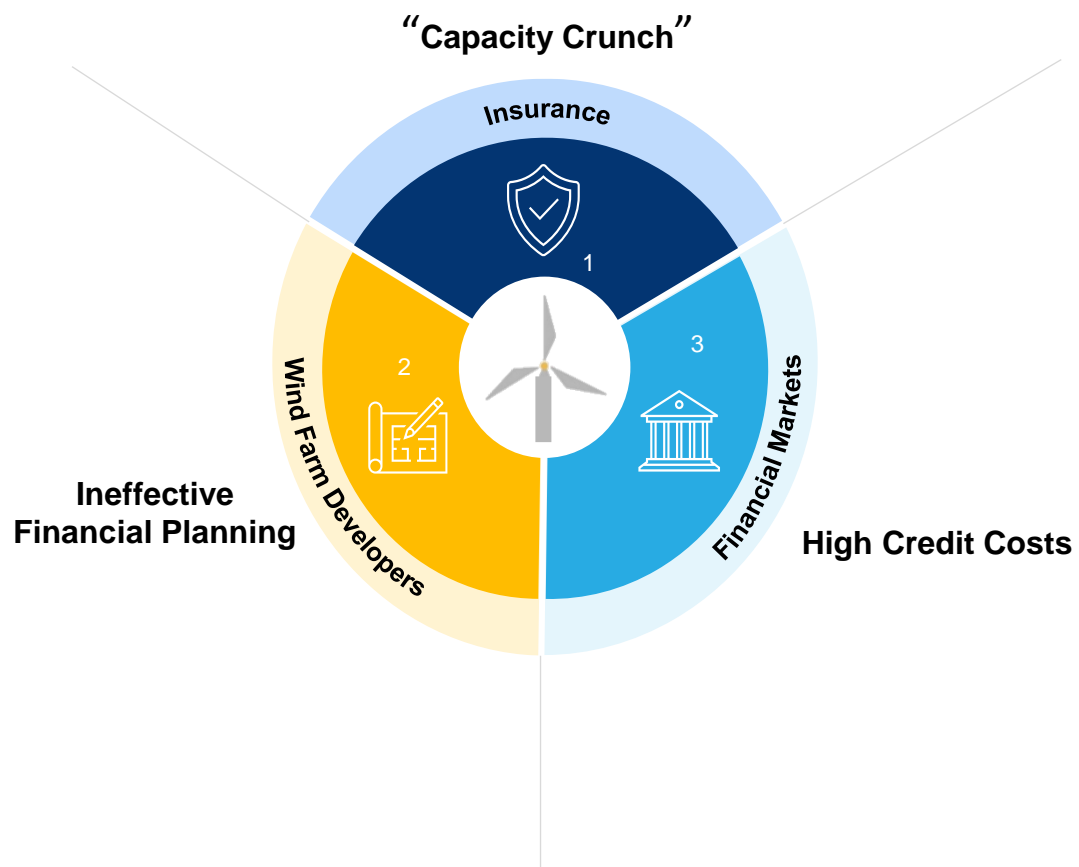 “Capacity Crunch”
Insurance
1
2
3
Wind Farm Developers
Financial Markets
Ineffective
Financial Planning
High Credit Costs